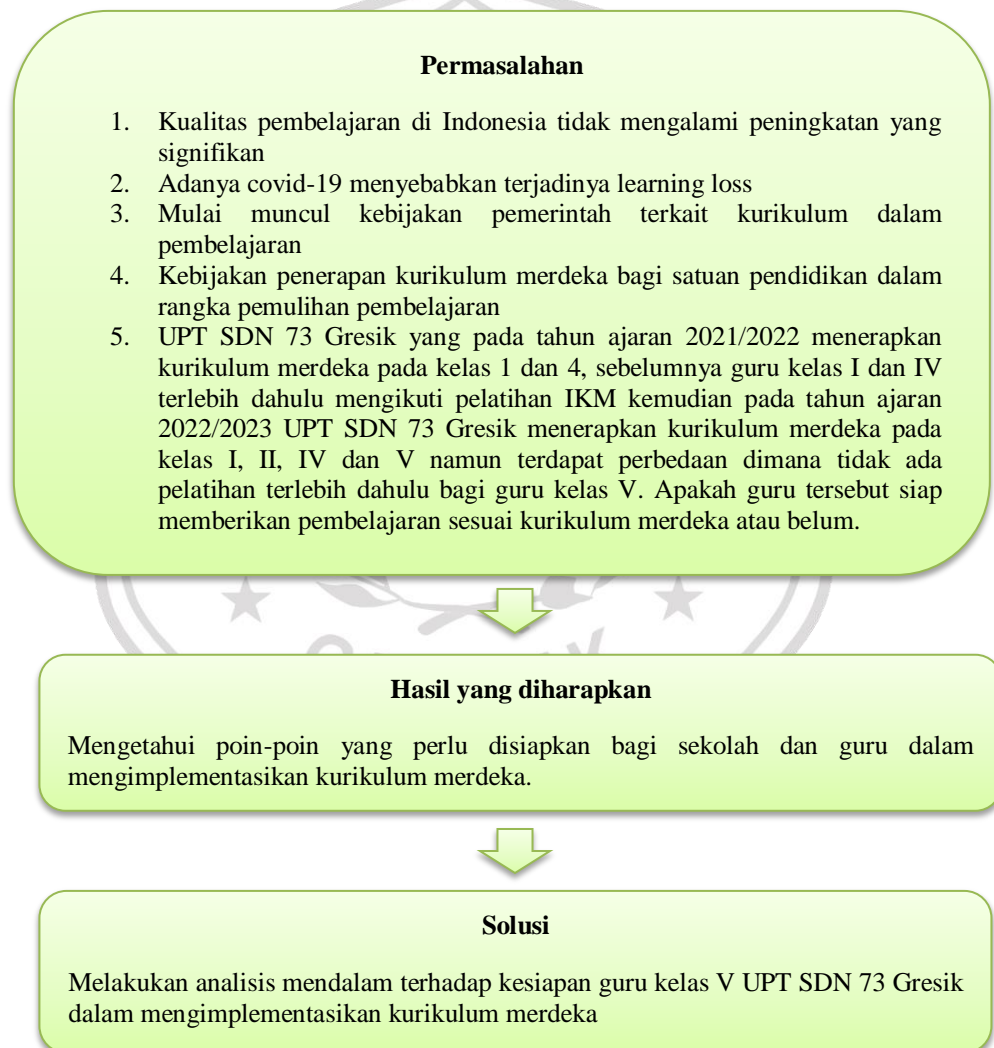 Permasalahan
1. Kualitas pembelajaran di Indonesia tidak mengalami peningkatan yang
signifikan
2. Adanya covid-19 menyebabkan terjadinya learning loss
3. Mulai muncul kebijakan pemerintah terkait kurikulum dalam
pembelajaran
4. Kebijakan penerapan kurikulum merdeka bagi satuan pendidikan dalam
rangka pemulihan pembelajaran
5. UPT SDN 73 Gresik yang pada tahun ajaran 2021/2022 menerapkan
kurikulum merdeka pada kelas 1 dan 4, sebelumnya guru kelas I dan IV
terlebih dahulu mengikuti pelatihan IKM kemudian pada tahun ajaran
2022/2023 UPT SDN 73 Gresik menerapkan kurikulum merdeka pada
kelas I, II, IV dan V namun terdapat perbedaan dimana tidak ada
pelatihan terlebih dahulu bagi guru kelas V. Apakah guru tersebut siap
memberikan pembelajaran sesuai kurikulum merdeka atau belum.
Hasil yang diharapkan
Mengetahui poin-poin yang perlu disiapkan bagi sekolah dan guru dalam
mengimplementasikan kurikulum merdeka.
Solusi
Melakukan analisis mendalam terhadap kesiapan guru kelas V UPT SDN 73 Gresik
dalam mengimplementasikan kurikulum merdeka